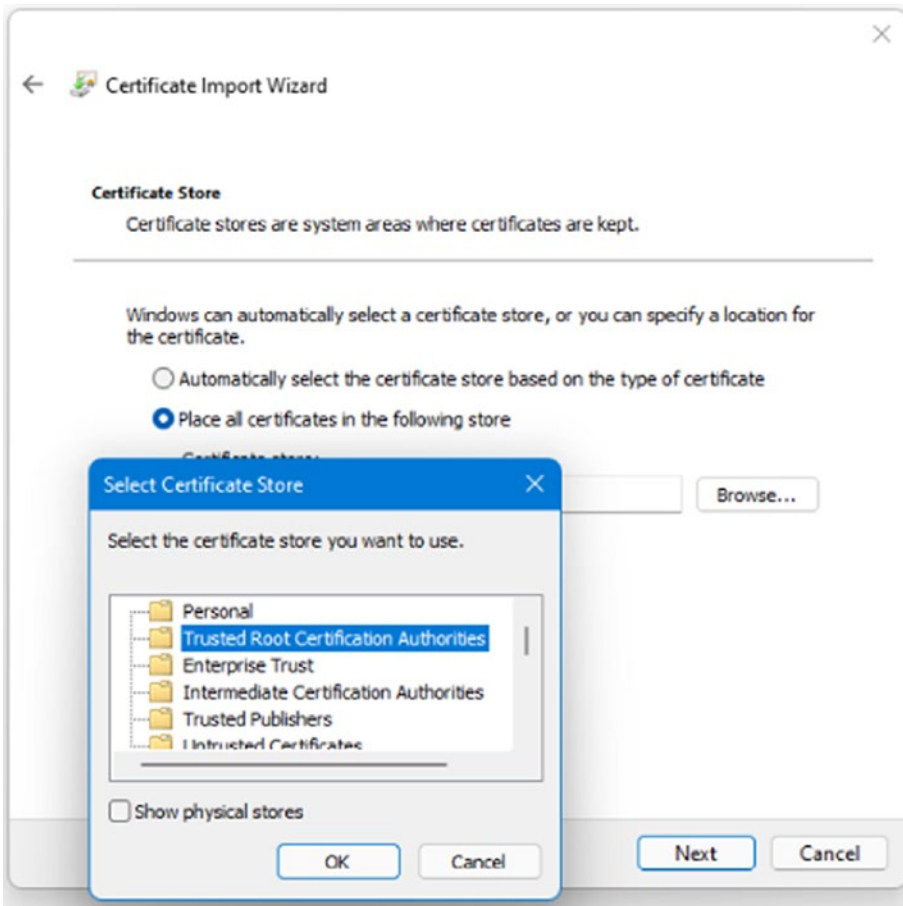 Certificate Import Wizard
Certificate Store
Certificate stores are system areas where certificates are kept.
Windows can automatically select a certificate store, or you can specify a location for
the certificate.
Automatically select the certificate store based on the type of certificate
Place all certificates in the following store
Certificate store:
Browse...
Select Certificate Store
Select the certificate store you want to use.
Personal
Trusted Root Certification Authorities
Enterprise Trust
Intermediate Certification Authorities
Trusted Publishers
Untrusted Certificates
Show physical stores
OK
Cancel
Next
Cancel